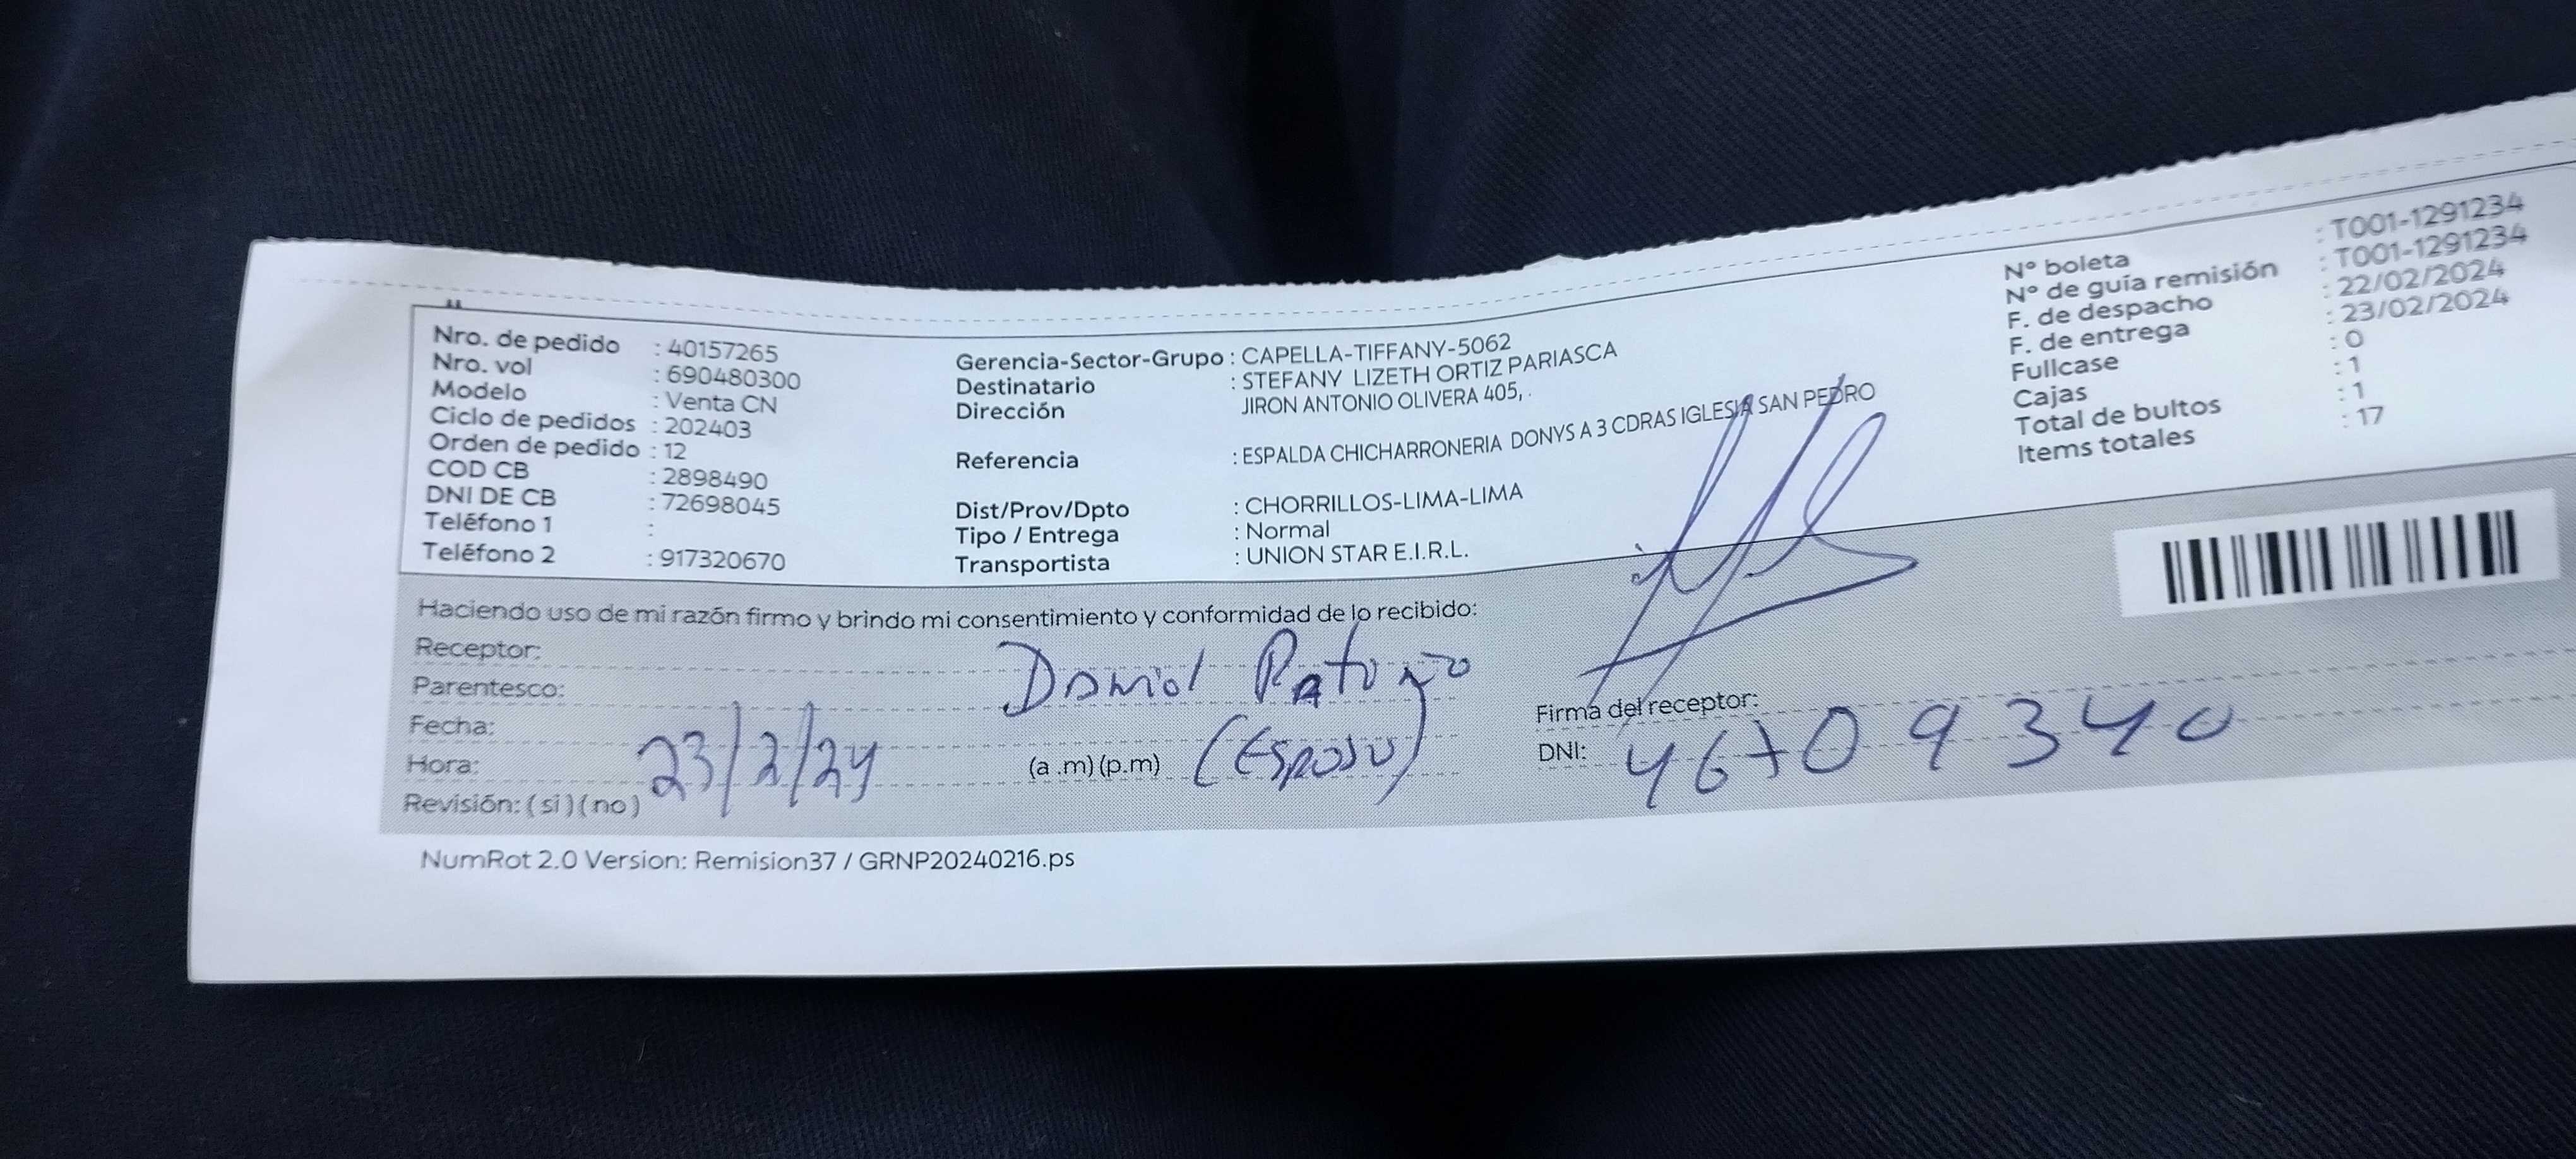 Nro. de pedido : 40157265
Nro. vol : 690480300
Modelo : Venta CN
Ciclo de pedidos : 202403
Orden de pedido : 12
COD CB : 2898490
DNI DE CB : 72698045
Teléfono 1 :
Teléfono 2 : 917320670
Gerencia-Sector-Grupo : CAPELLA-TIFFANY-5062
Destinatario : STEFANY LIZETH ORTIZ PARIASCA
Dirección JIRON ANTONIO OLIVERA 405, .
Referencia : ESPALDA CHICHARRONERIA DONYS A 3 CDRAS IGLESIA SAN PEDRO
Dist/Prov/Dpto : CHORRILLOS-LIMA-LIMA
Tipo / Entrega : Normal
Transportista : UNION STAR E.I.R.L.
Nº boleta : T001-1291234
Nº de guía remisión : T001-1291234
F. de despacho : 22/02/2024
F. de entrega : 23/02/2024
Fullcase : 0
Cajas : 1
Total de bultos : 1
Items totales : 17
Haciendo uso de mi razón firmo y brindo mi consentimiento y conformidad de lo recibido:
Receptor: Daniel
Parentesco:
Fecha:
Hora: 23/2/24 (a .m) (p.m) (Esposo)
Revisión: ( si ) ( no )
Firma del receptor:
DNI: 46709340
NumRot 2.0 Version: Remision37 / GRNP20240216.ps